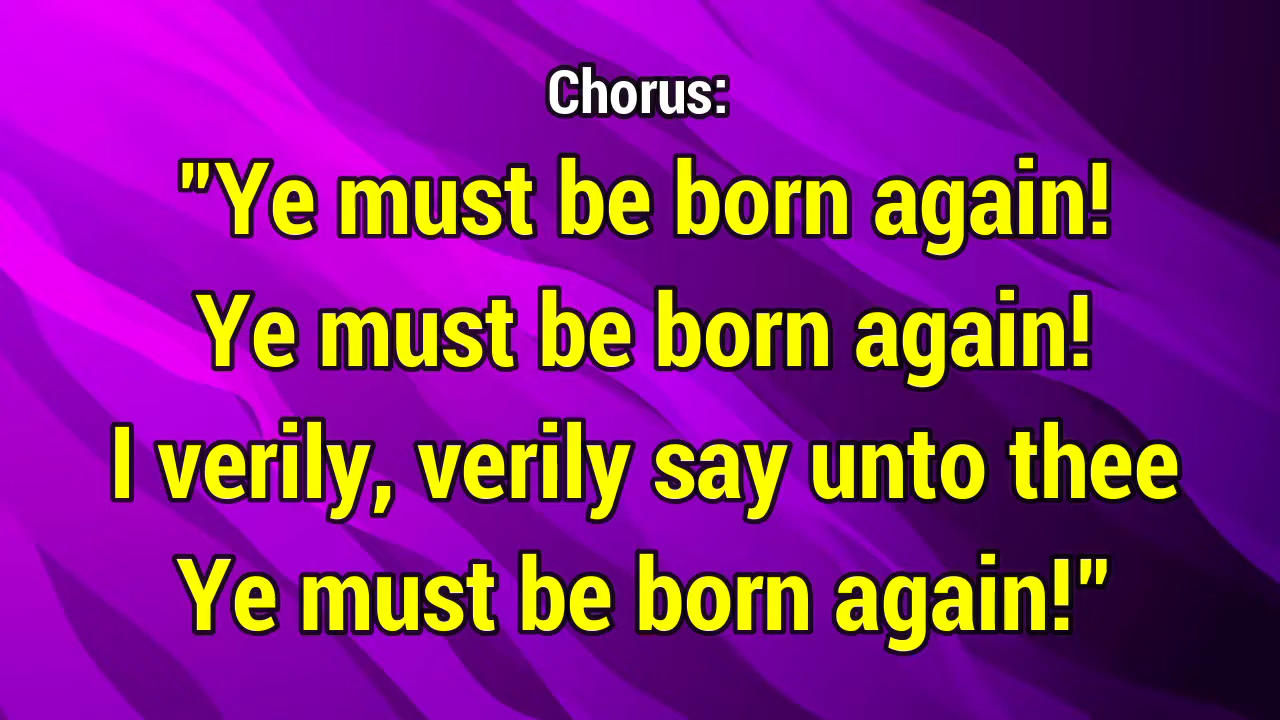 Chorus:
"Ye must be born again!
Ye must be born again!
I verily, verily say unto thee
Ye must be born again!"